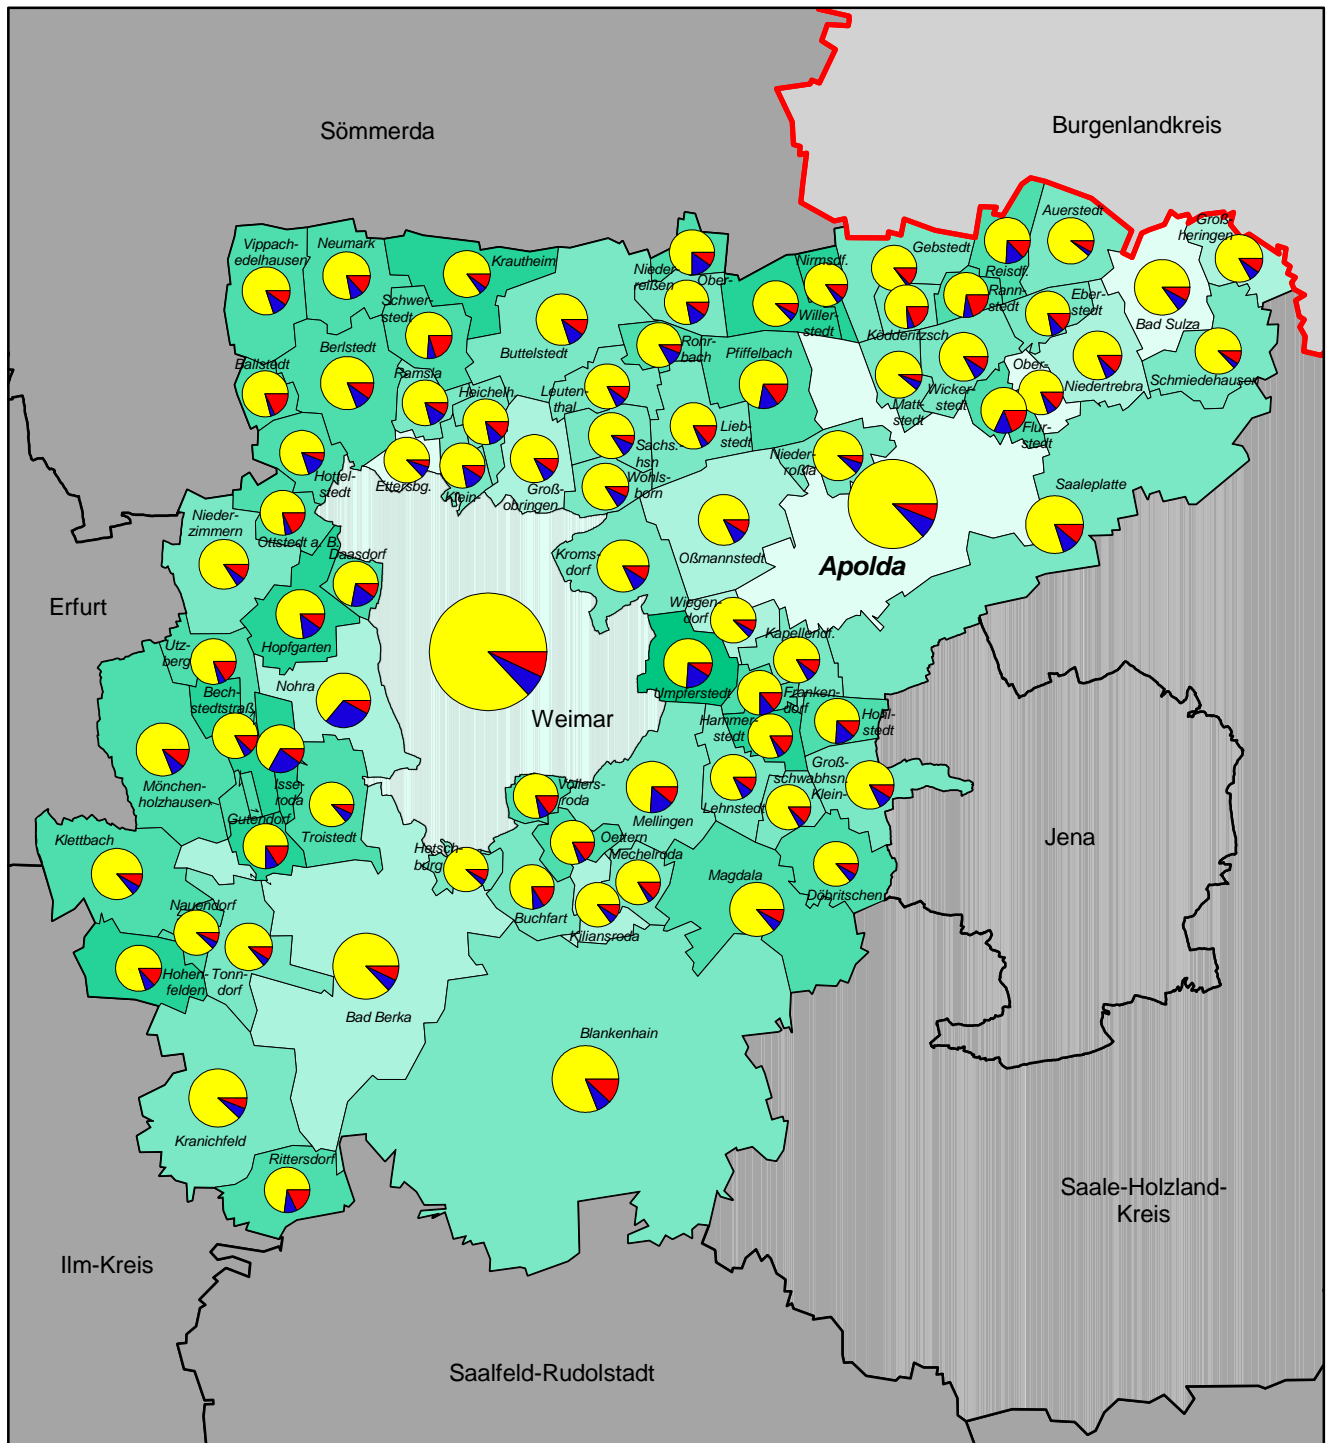 Sömmerda
Burgenlandkreis
Vippach-
edelhausen
Neumark
Krautheim
Schwer-
stedt
Nieder-
reißen
Ober-
Nirmsdf.
Willer-
stedt
Gebstedt
Reisdf.
Auerstedt
Groß-
heringen
Rann-
stedt
Eber-
stedt
Bad Sulza
Ködderitzsch
Ballstedt
Berlstedt
Ramsla
Buttelstedt
Rohr-
bach
Pfiffelbach
Matt-
stedt
Wicker-
stedt
Ober-
Niedertrebra
Schmiedehausen
Flur-
stedt
Heichelh.
Leuten-
thal
Lieb-
stedt
Sachs.-
hsn
Nieder-
roßla
Hottel-
stedt
Ettersbg.
Klein-
Groß-
obringen
Wohls-
born
Saaleplatte
Nieder-
zimmern
Ottstedt a. B.
Daasdorf
Kroms-
dorf
Oßmannstedt
Apolda
Erfurt
Hopfgarten
Wiegen-
dorf
Kapellendf.
Utz-
berg
Bech-
stedtstraß
Nohra
Weimar
Umpferstedt
Franken-
dorf
Hammer-
stedt
Hohl-
stedt
Mönchen-
holzhausen
Isse-
roda
Groß-
schwabhsn.
Klein-
Vollers-
roda
Mellingen
Lehnstedt
Gutendorf
Troistedt
Jena
Klettbach
Hetsch-
burg
Oettern
Mechelroda
Magdala
Döbritschen
Nauendorf
Buchfart
Kiliansroda
Hohen-
felden
Tonn-
dorf
Bad Berka
Blankenhain
Kranichfeld
Rittersdorf
Saale-Holzland-
Kreis
Ilm-Kreis
Saalfeld-Rudolstadt